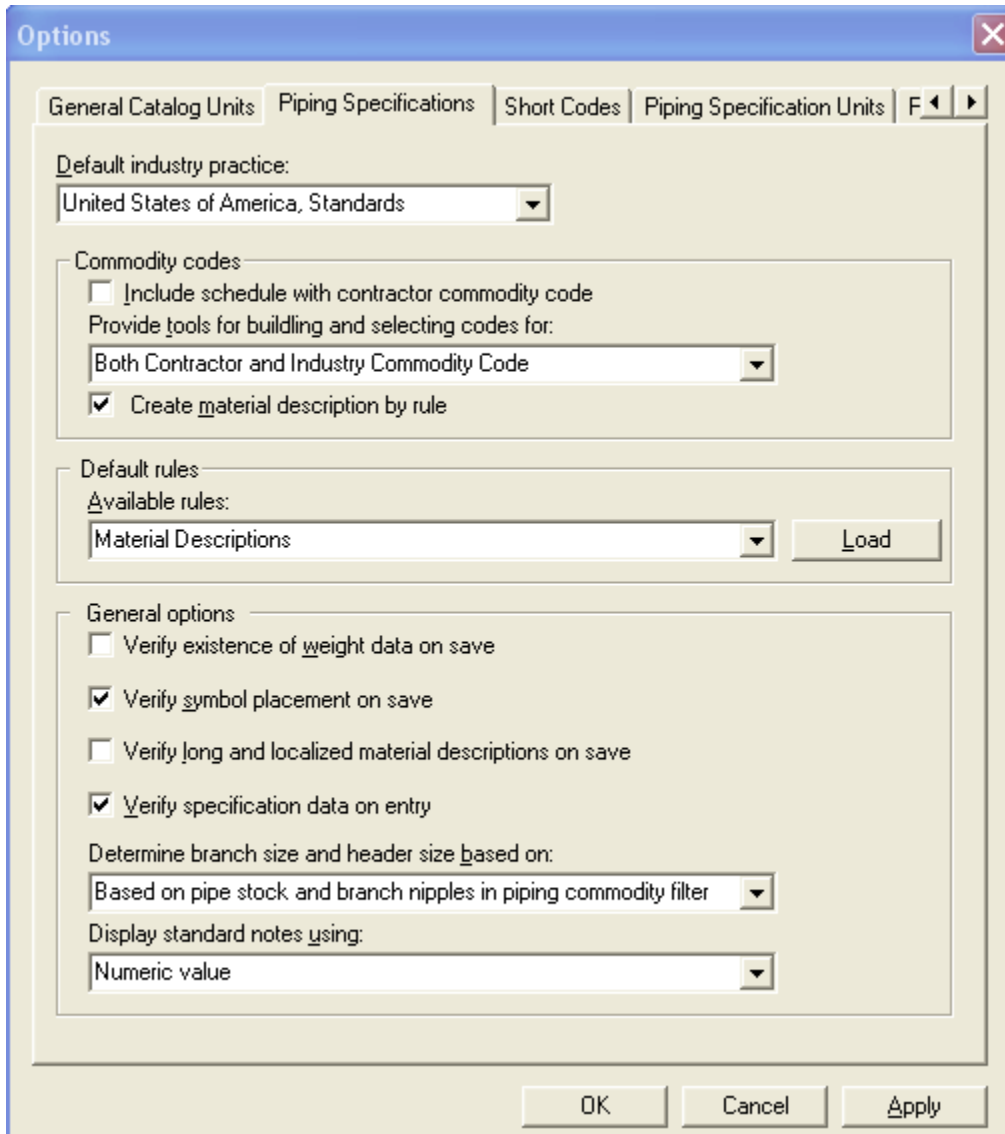 Options
General Catalog Units Piping Specifications Short Codes Piping Specification Units F
Default industry practice:
United States of America, Standards
Commodity codes
Include schedule with contractor commodity code
Provide tools for buildling and selecting codes for:
Both Contractor and Industry Commodity Code
Create material description by rule
Default rules
Available rules:
Material Descriptions Load
General options
Verify existence of weight data on save
Verify symbol placement on save
Verify long and localized material descriptions on save
Verify specification data on entry
Determine branch size and header size based on:
Based on pipe stock and branch nipples in piping commodity filter
Display standard notes using:
Numeric value
OK Cancel Apply